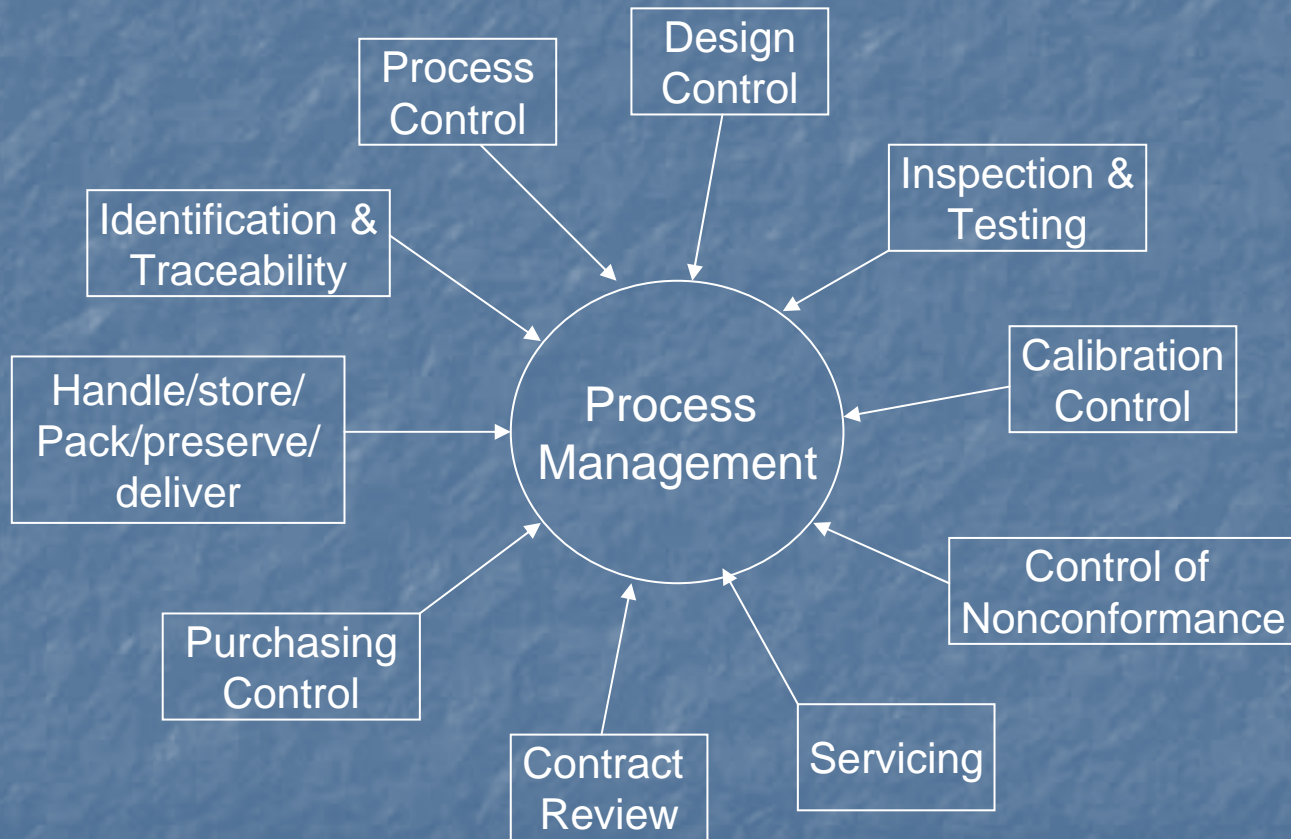 Design
Control
Process
Control
Inspection &
Testing
Identification &
Traceability
Calibration
Control
Handle/store/
Pack/preserve/
deliver
Process
Management
Control of
Nonconformance
Purchasing
Control
Servicing
Contract
Review